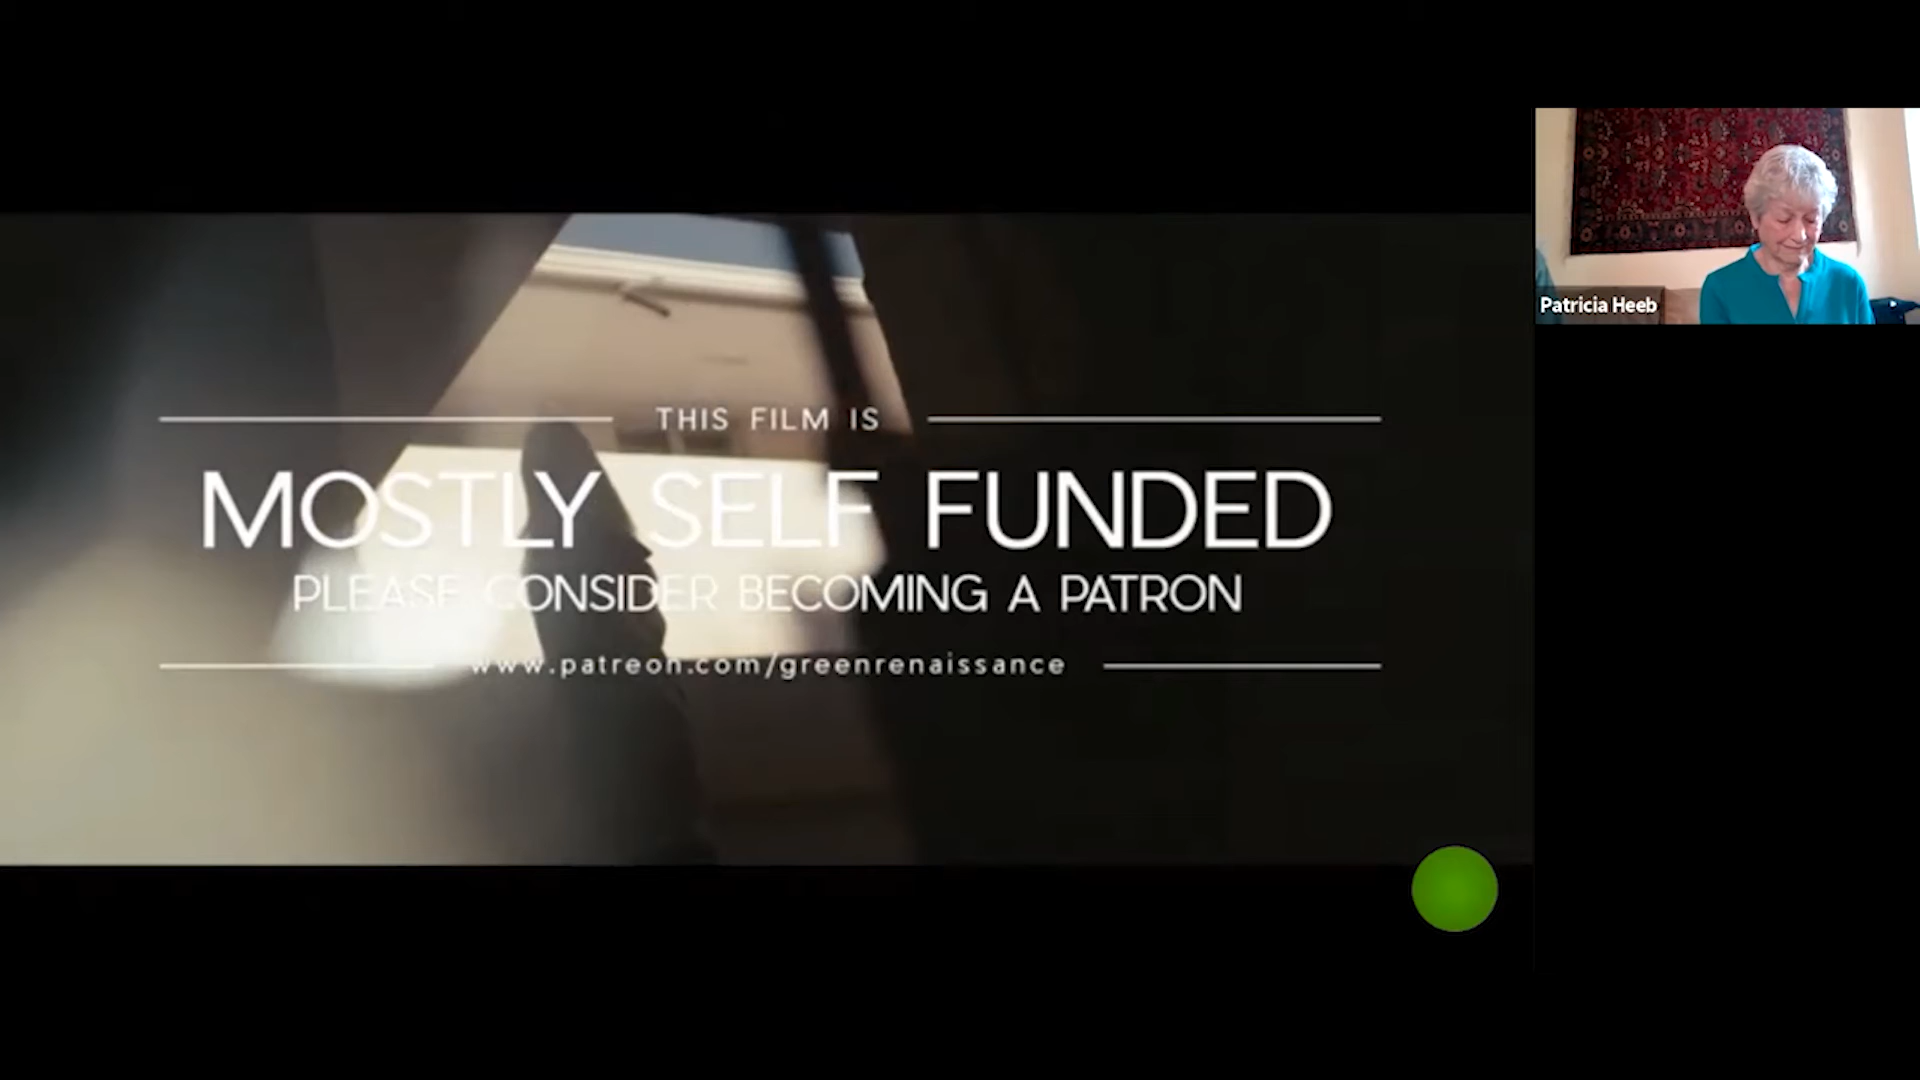 THIS FILM IS
MOSTLY SELF FUNDED
PLEASE CONSIDER BECOMING A PATRON
www.patreon.com/greenrenaissance
Patricia Heeb